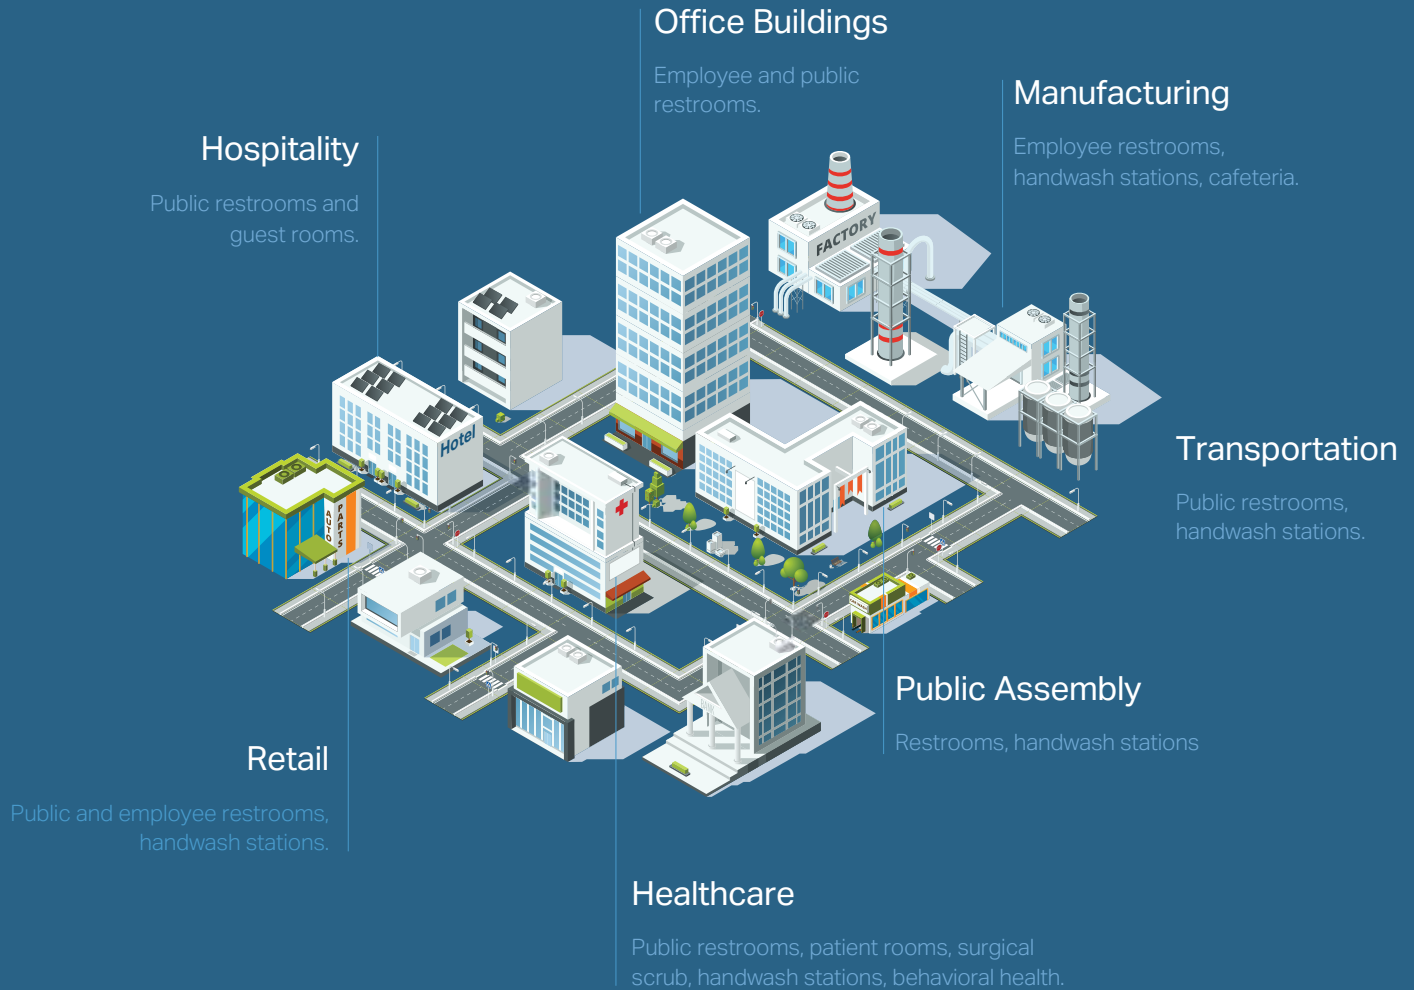 Office Buildings
Employee and public
restrooms.
Manufacturing
Employee restrooms,
handwash stations, cafeteria.
Hospitality
Public restrooms and
guest rooms.
FACTORY
Hotel
AUTO
PARTS
Transportation
Public restrooms,
handwash stations.
Public Assembly
Restrooms, handwash stations
Retail
Public and employee restrooms,
handwash stations.
Healthcare
Public restrooms, patient rooms, surgical
scrub, handwash stations, behavioral health.